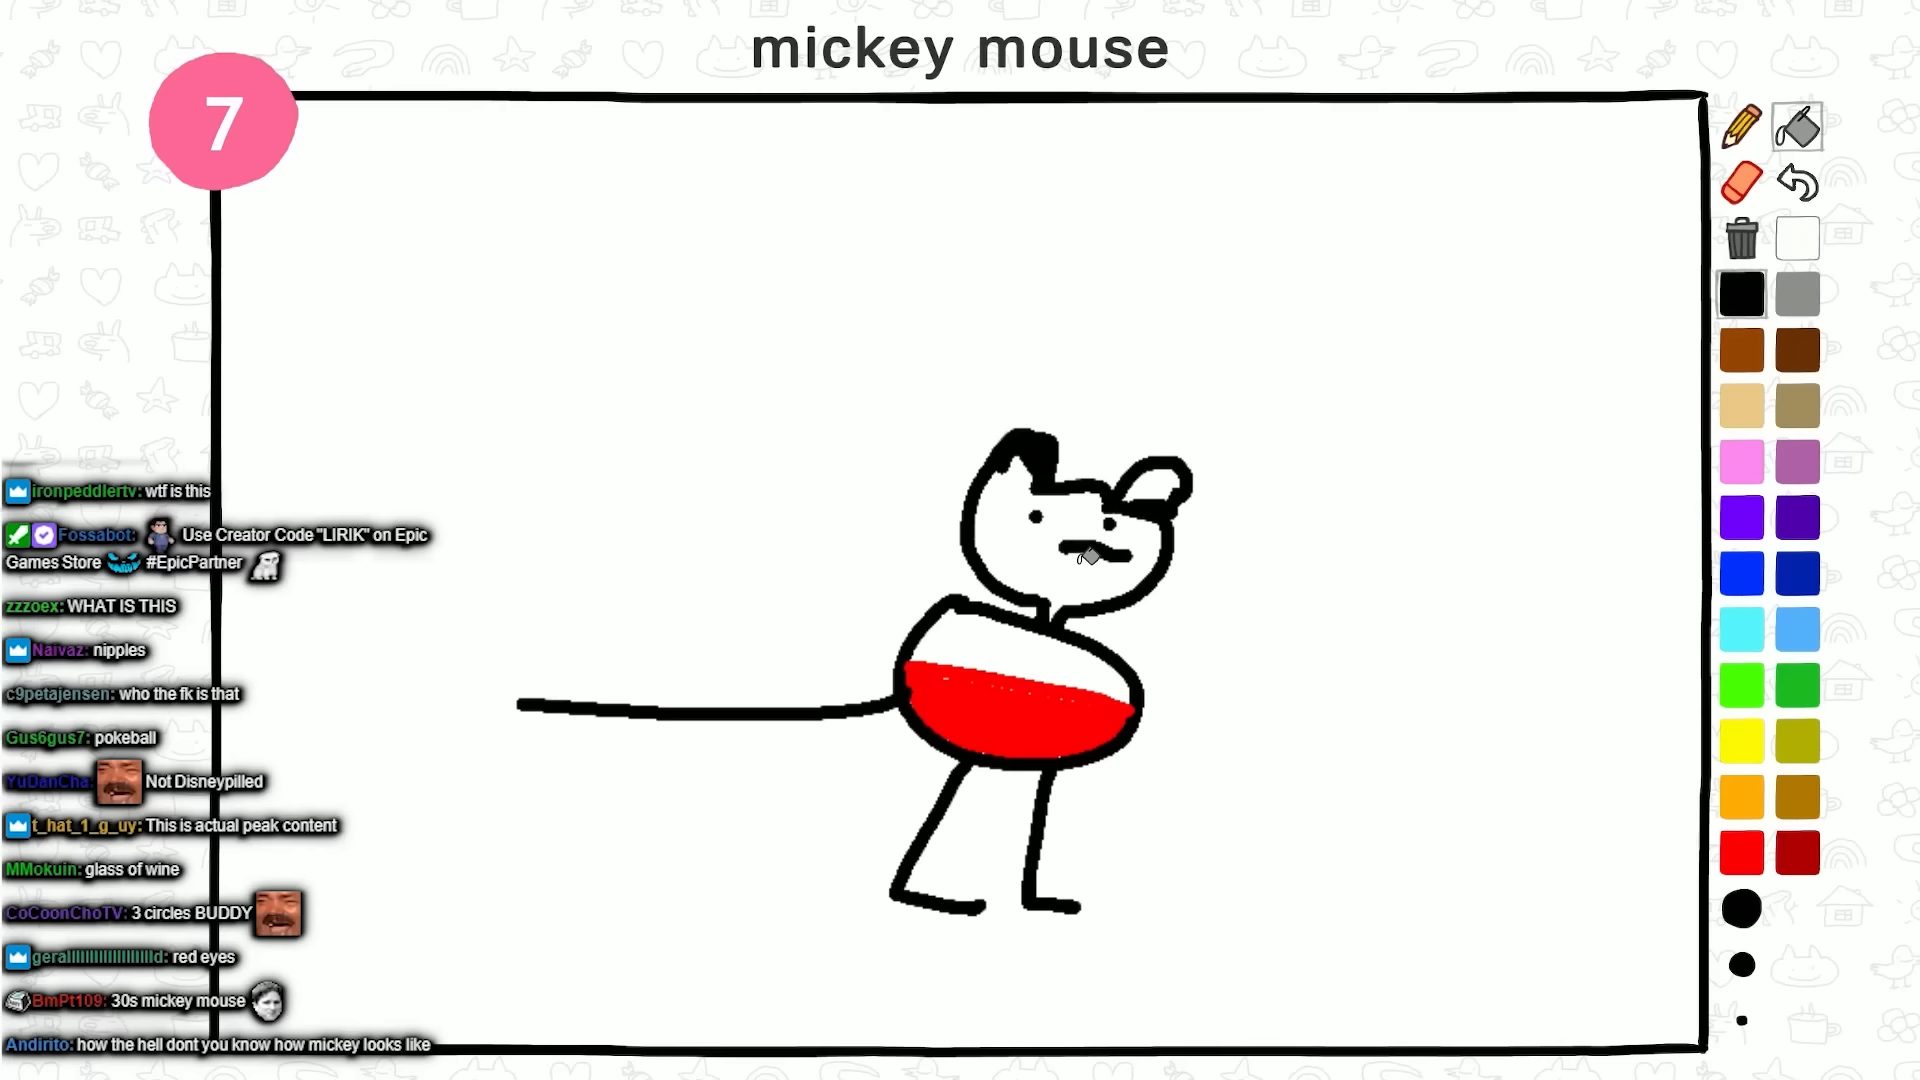 mickey mouse
7
ironpeddlertv: wtf is this
Fossabot: Use Creator Code "LIRIK" on Epic
Games Store #EpicPartner
zzzoex: WHAT IS THIS
Naivaz: nipples
c9petajensen: who the fk is that
Gus6gus7: pokeball
YuDanCha: Not Disneypilled
t_hat_1_g_uy: This is actual peak content
MMokuin: glass of wine
CoCoonChoTV: 3 circles BUDDY
red eyes
BmPt109: 30s mickey mouse
Andirito: how the hell dont you know how mickey looks like